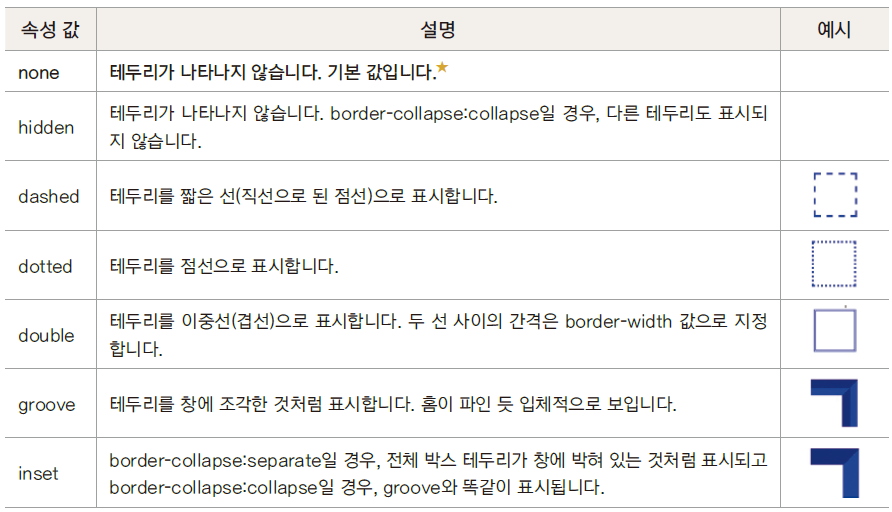 속성 값 설명 예시
none 테두리가 나타나지 않습니다. 기본 값입니다.★
hidden 테두리가 나타나지 않습니다. border-collapse:collapse일 경우, 다른 테두리도 표시되
지 않습니다.
dashed 테두리를 짧은 선(직선으로 된 점선)으로 표시합니다.
dotted 테두리를 점선으로 표시합니다.
double 테두리를 이중선(겹선)으로 표시합니다. 두 선 사이의 간격은 border-width 값으로 지정
합니다.
groove 테두리를 창에 조각한 것처럼 표시합니다. 홈이 파인 듯 입체적으로 보입니다.
inset border-collapse:separate일 경우, 전체 박스 테두리가 창에 박혀 있는 것처럼 표시되고
border-collapse:collapse일 경우, groove와 똑같이 표시됩니다.